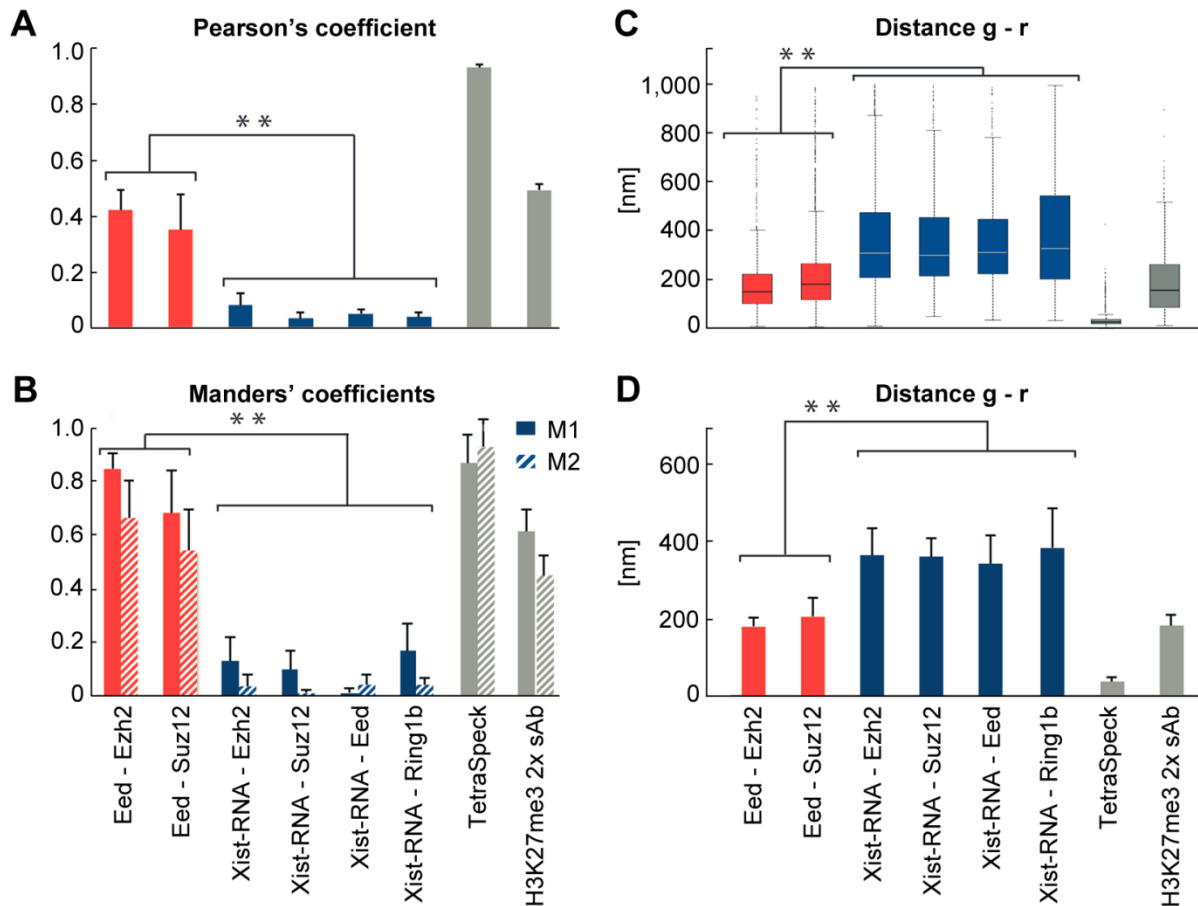 A
Pearson's coefficient
1.0
0.8
0.6
0.4
0.2
0
* *
B
Manders' coefficients
1.0
0.8
0.6
0.4
0.2
0
* *
M1
M2
Eed - Ezh2
Eed - Suz12
Xist-RNA - Ezh2
Xist-RNA - Suz12
Xist-RNA - Eed
Xist-RNA - Ring1b
TetraSpeck
H3K27me3 2x sAb
C
Distance g - r
[nm]
1,000
800
600
400
200
0
* *
D
Distance g - r
[nm]
600
400
200
0
* *
Eed - Ezh2
Eed - Suz12
Xist-RNA - Ezh2
Xist-RNA - Suz12
Xist-RNA - Eed
Xist-RNA - Ring1b
TetraSpeck
H3K27me3 2x sAb